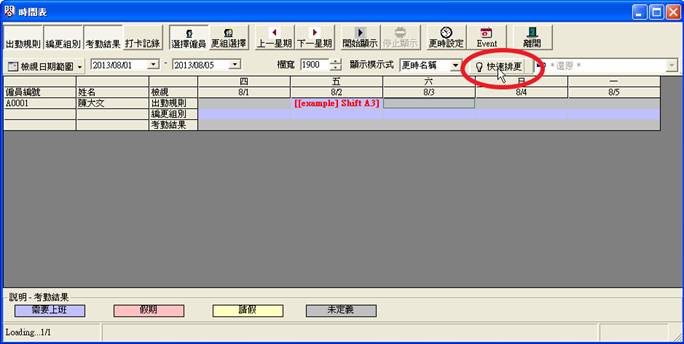 時間表
出勤規則 編更組別 考勤結果 打卡記錄 選擇僱員 更組選擇 上一星期 下一星期 開始顯示 停止顯示 更時設定 Event 離開
檢視日期範圍 2013/08/01 - 2013/08/05 欄寬 1900 顯示模示式 更時名稱 快速排更 * 還原 *
四 五 六 日 一
僱員編號 姓名 檢視 8/1 8/2 8/3 8/4 8/5
A0001 陳大文 出勤規則 [[example] Shift A3]
編更組別
考勤結果
說明 - 考勤結果
需要上班 假期 請假 未定義
Loading...1/1